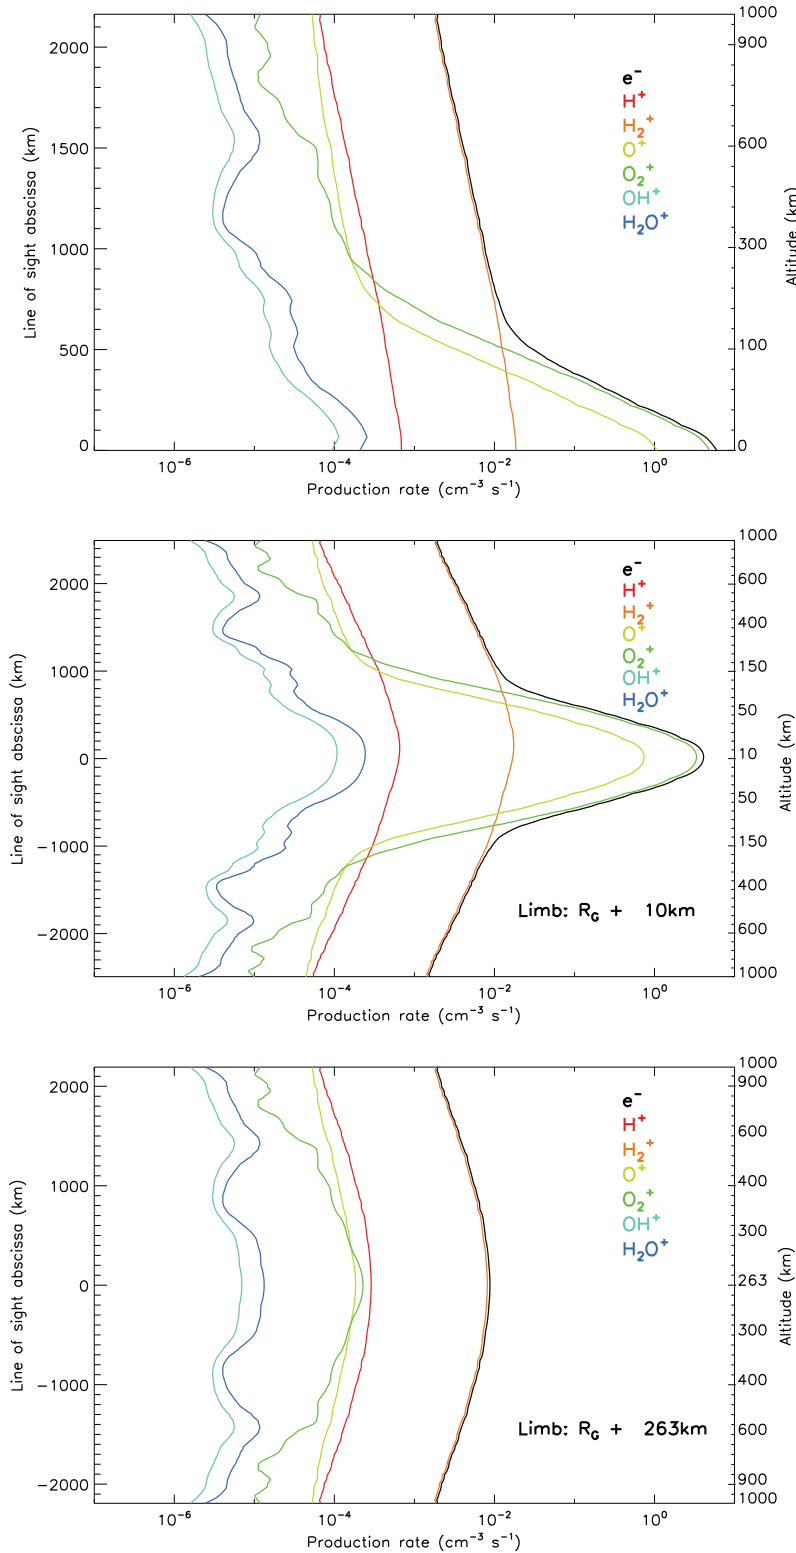 1000
2000
900
e⁻
H⁺
H₂⁺
1500
600
O⁺
O₂⁺
OH⁺
H₂O⁺
Line of sight abscissa (km)
Altitude (km)
1000
300
500
100
0
0
10⁻⁶
10⁻⁴
10⁻²
10⁰
Production rate (cm⁻³ s⁻¹)
1000
2000
600
e⁻
H⁺
H₂⁺
400
O⁺
O₂⁺
1000
150
OH⁺
H₂O⁺
50
Line of sight abscissa (km)
Altitude (km)
0
10
50
−1000
150
400
Limb: R_G + 10km
−2000
600
1000
10⁻⁶
10⁻⁴
10⁻²
10⁰
Production rate (cm⁻³ s⁻¹)
1000
2000
900
e⁻
H⁺
600
H₂⁺
1000
400
O⁺
O₂⁺
OH⁺
300
H₂O⁺
Line of sight abscissa (km)
Altitude (km)
0
263
300
−1000
400
Limb: R_G + 263km
600
−2000
900
1000
10⁻⁶
10⁻⁴
10⁻²
10⁰
Production rate (cm⁻³ s⁻¹)